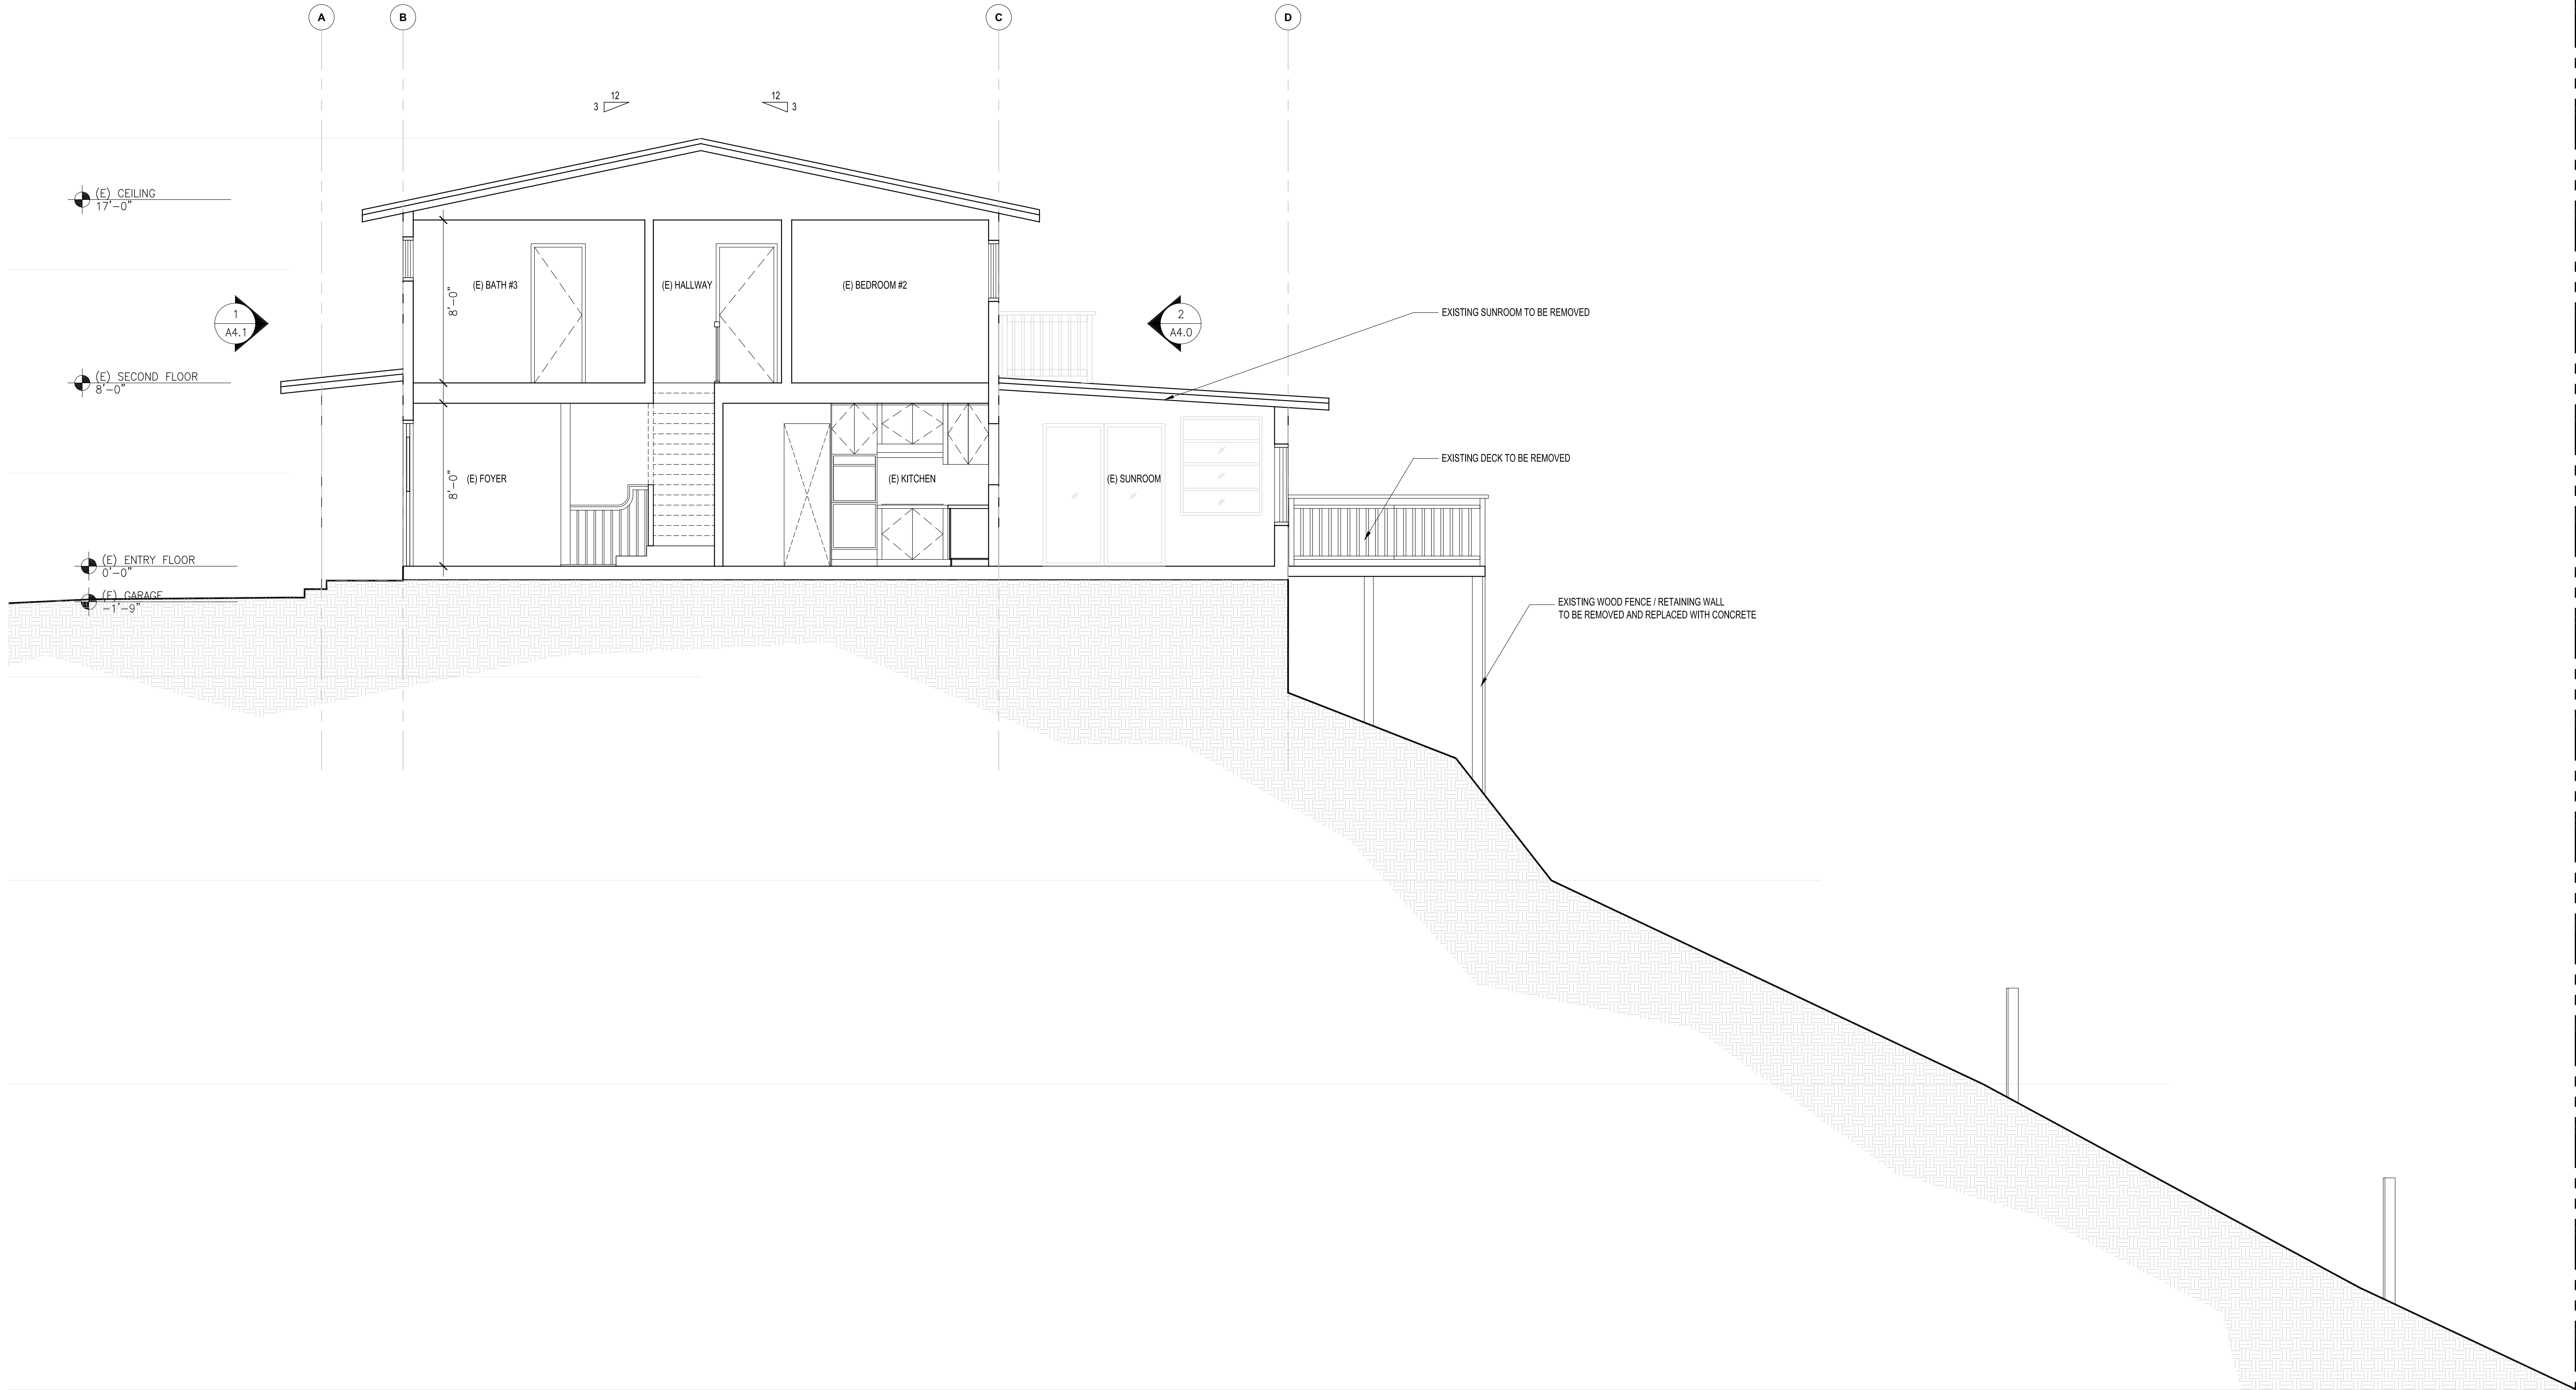 A
B
C
D
12
3
12
3
(E) CEILING
17'-0"
(E) BATH #3
(E) HALLWAY
(E) BEDROOM #2
8'-0"
1
A4.1
2
A4.0
EXISTING SUNROOM TO BE REMOVED
(E) SECOND FLOOR
8'-0"
EXISTING DECK TO BE REMOVED
8'-0"
(E) FOYER
(E) KITCHEN
(E) SUNROOM
(E) ENTRY FLOOR
0'-0"
(E) GARAGE
-1'-9"
EXISTING WOOD FENCE / RETAINING WALL
TO BE REMOVED AND REPLACED WITH CONCRETE